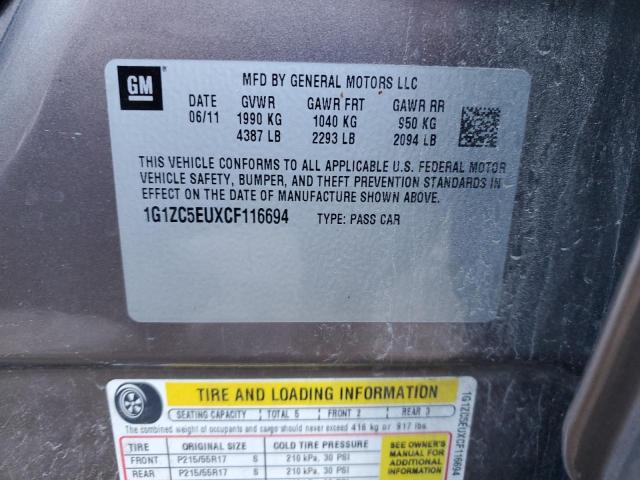 GM
MFD BY GENERAL MOTORS LLC
DATE GVWR GAWR FRT GAWR RR
06/11 1990 KG 1040 KG 950 KG
4387 LB 2293 LB 2094 LB
THIS VEHICLE CONFORMS TO ALL APPLICABLE U.S. FEDERAL MOTOR
VEHICLE SAFETY, BUMPER, AND THEFT PREVENTION STANDARDS IN
EFFECT ON THE DATE OF MANUFACTURE SHOWN ABOVE.
1G1ZC5EUXCF116694 TYPE: PASS CAR
TIRE AND LOADING INFORMATION
SEATING CAPACITY TOTAL 5 FRONT 2 REAR 3
The combined weight of occupants and cargo should never exceed 416 kg or 917 lbs.
TIRE ORIGINAL SIZE COLD TIRE PRESSURE
FRONT P215/55R17 S 210 kPa, 30 PSI
REAR P215/55R17 S 210 kPa, 30 PSI
SEE OWNER'S
MANUAL FOR
ADDITIONAL
INFORMATION
1G1ZC5EUXCF116694